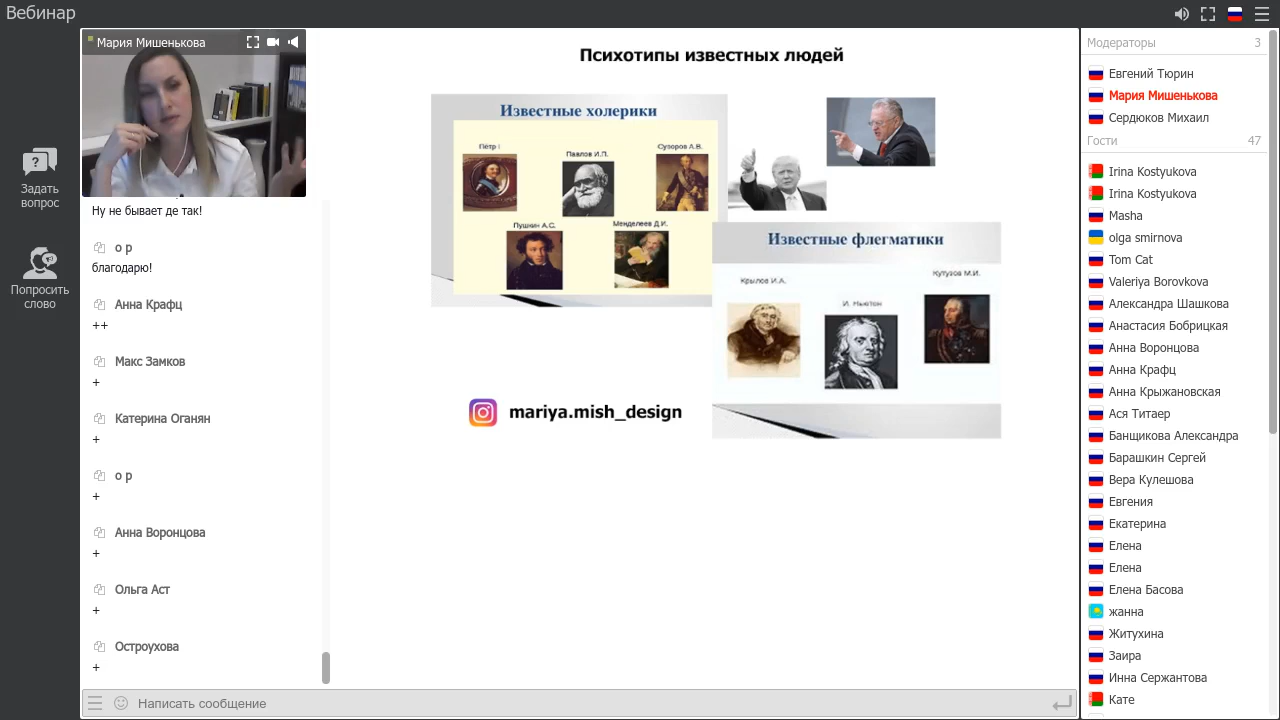 Вебинар
Мария Мишенькова
Задать
вопрос
Попросить
слово
Ну не бывает де так!
o p
благодарю!
Анна Крафц
++
Макс Замков
+
Катерина Оганян
+
o p
+
Анна Воронцова
+
Ольга Аст
+
Остроухова
+
Написать сообщение
Психотипы известных людей
Известные холерики
Пётр I
Павлов И.П.
Суворов А.В.
Пушкин А.С.
Менделеев Д.И.
Известные флегматики
Крылов И.А.
И. Ньютон
Кутузов М.И.
mariya.mish_design
Модераторы 3
Евгений Тюрин
Мария Мишенькова
Сердюков Михаил
Гости 47
Irina Kostyukova
Irina Kostyukova
Masha
olga smirnova
Tom Cat
Valeriya Borovkova
Александра Шашкова
Анастасия Бобрицкая
Анна Воронцова
Анна Крафц
Анна Крыжановская
Ася Титаер
Банщикова Александра
Барашкин Сергей
Вера Кулешова
Евгения
Екатерина
Елена
Елена
Елена Басова
жанна
Житухина
Заира
Инна Сержантова
Кате